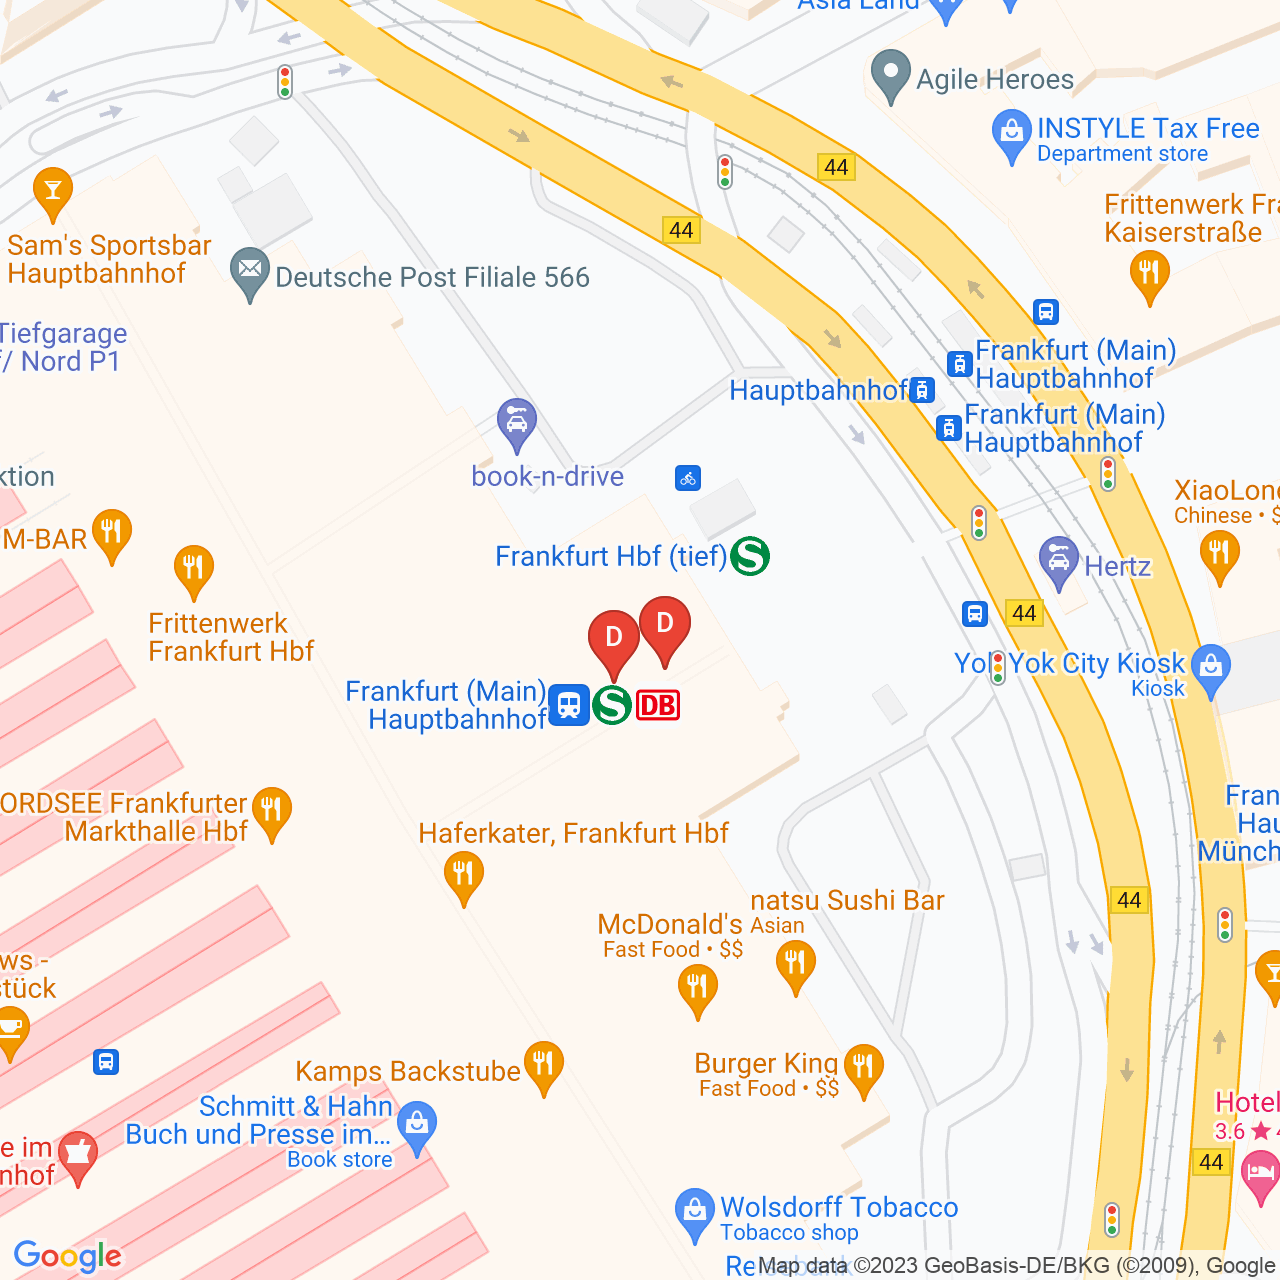 Asia Land
Agile Heroes
INSTYLE Tax Free
Department store
44
Sam's Sportsbar
Hauptbahnhof
44
Frittenwerk Fra
Kaiserstraße
Deutsche Post Filiale 566
Tiefgarage
f/ Nord P1
Frankfurt (Main)
Hauptbahnhof
Hauptbahnhof
Frankfurt (Main)
Hauptbahnhof
ktion
book-n-drive
XiaoLong
Chinese • $
M-BAR
Frankfurt Hbf (tief)
S
Hertz
44
Frittenwerk
Frankfurt Hbf
D
D
Yok Yok City Kiosk
Kiosk
Frankfurt (Main)
Hauptbahnhof
S
DB
ORDSEE Frankfurter
Markthalle Hbf
Fran
Hau
Münch
Haferkater, Frankfurt Hbf
44
natsu Sushi Bar
Asian
McDonald's
Fast Food • $$
ws -
stück
Kamps Backstube
Burger King
Fast Food • $$
Schmitt & Hahn
Buch und Presse im...
Book store
Hotel
3.6 ★ 4
44
e im
nhof
Wolsdorff Tobacco
Tobacco shop
Google
Reisebank
Map data ©2023 GeoBasis-DE/BKG (©2009), Google